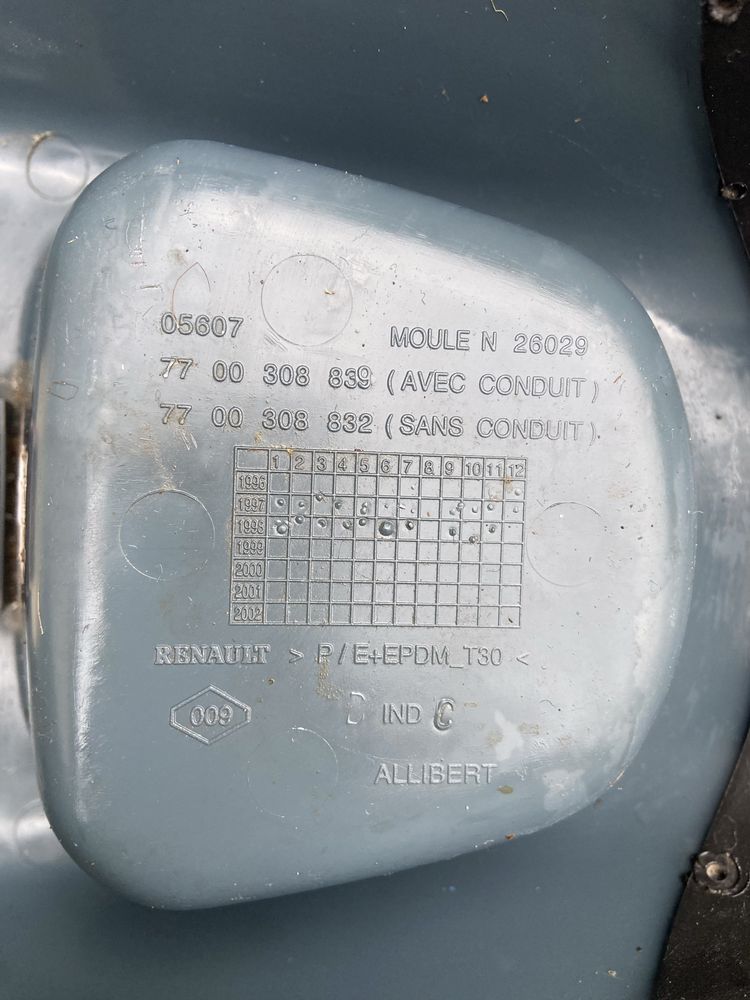 05607 MOULE N 26029
77 00 308 839 (AVEC CONDUIT)
77 00 308 832 (SANS CONDUIT)
1 2 3 4 5 6 7 8 9 10 11 12
1996
1997
1998
1999
2000
2001
2002
RENAULT > P/E+EPDM_T30 <
009 IND C
ALLIBERT